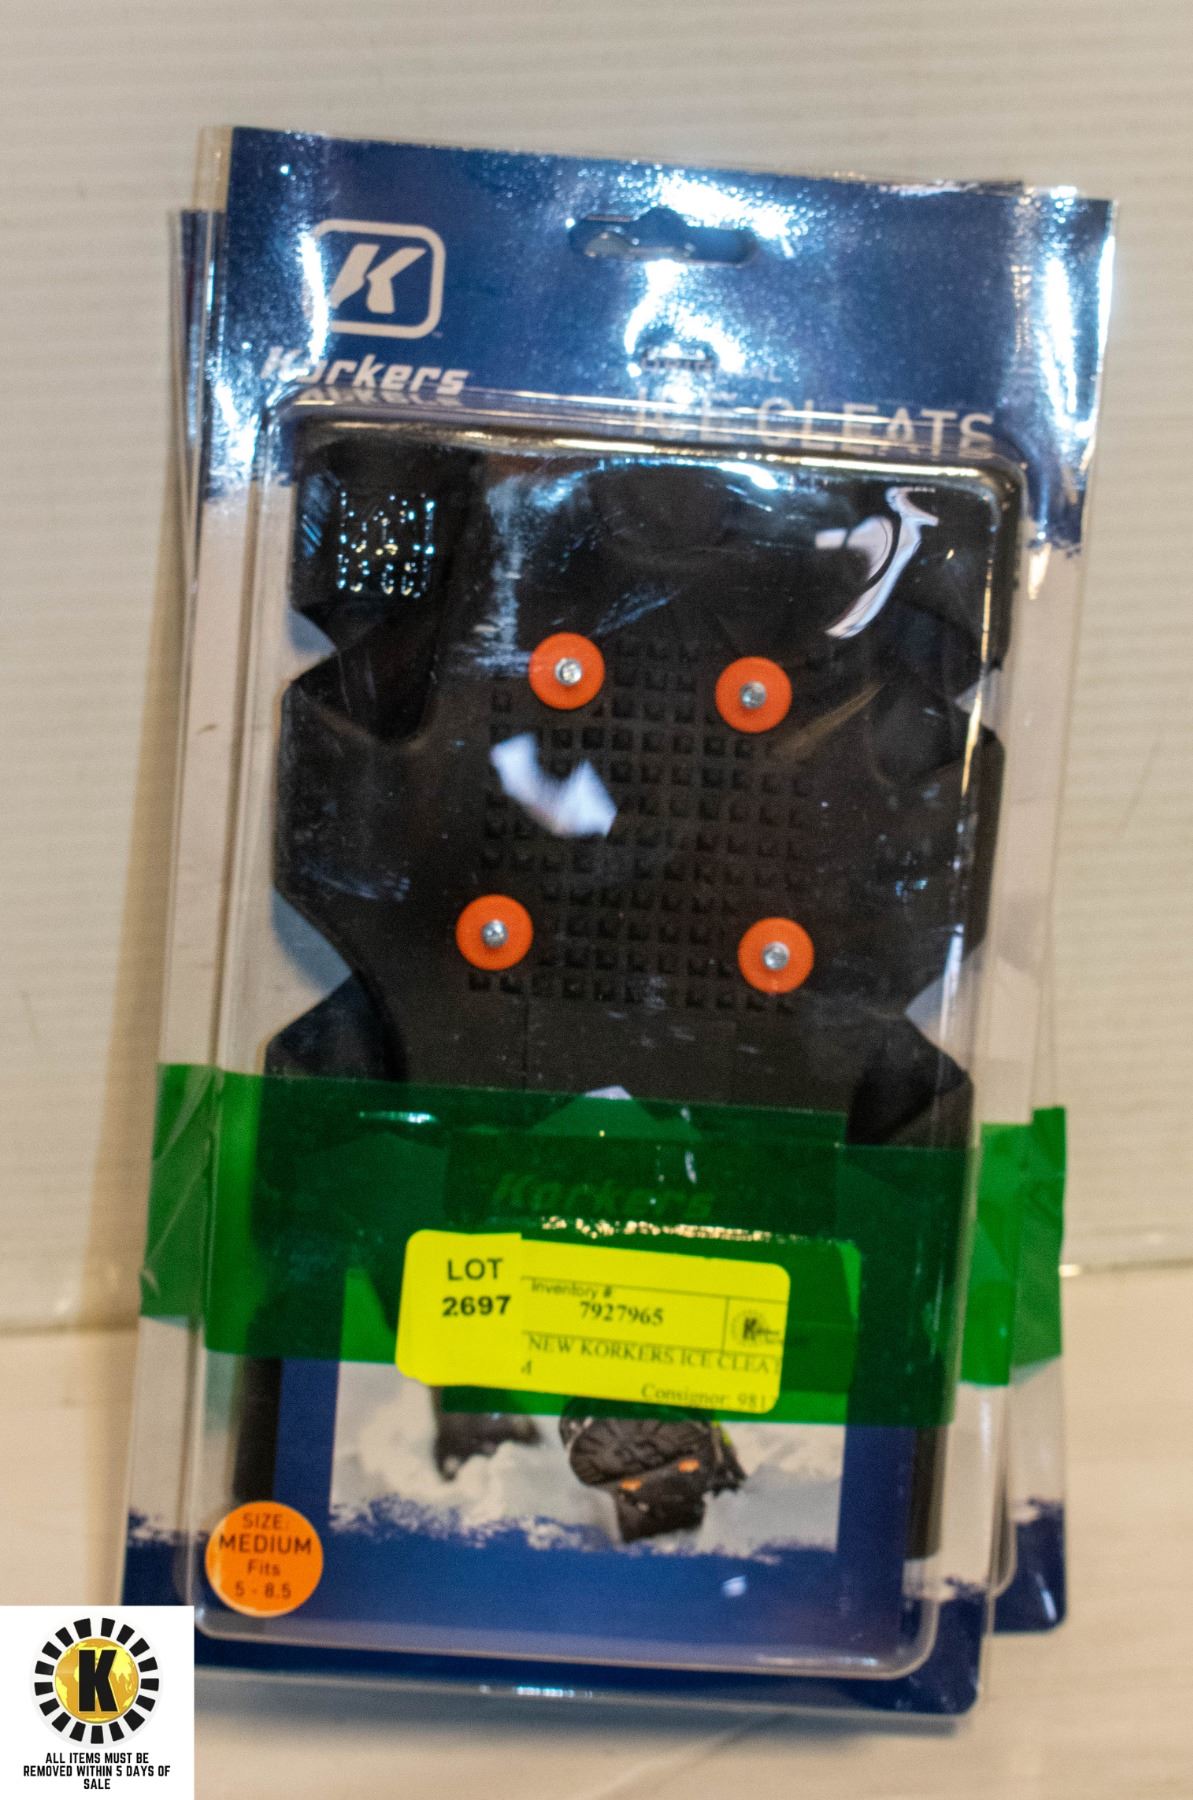 K
Korkers
ICE CLEATS
Korkers
LOT
2697
Inventory #
7927965
NEW KORKERS ICE CLEA
Consignor: 981
SIZE:
MEDIUM
Fits
5 - 8.5
K
ALL ITEMS MUST BE
REMOVED WITHIN 5 DAYS OF
SALE